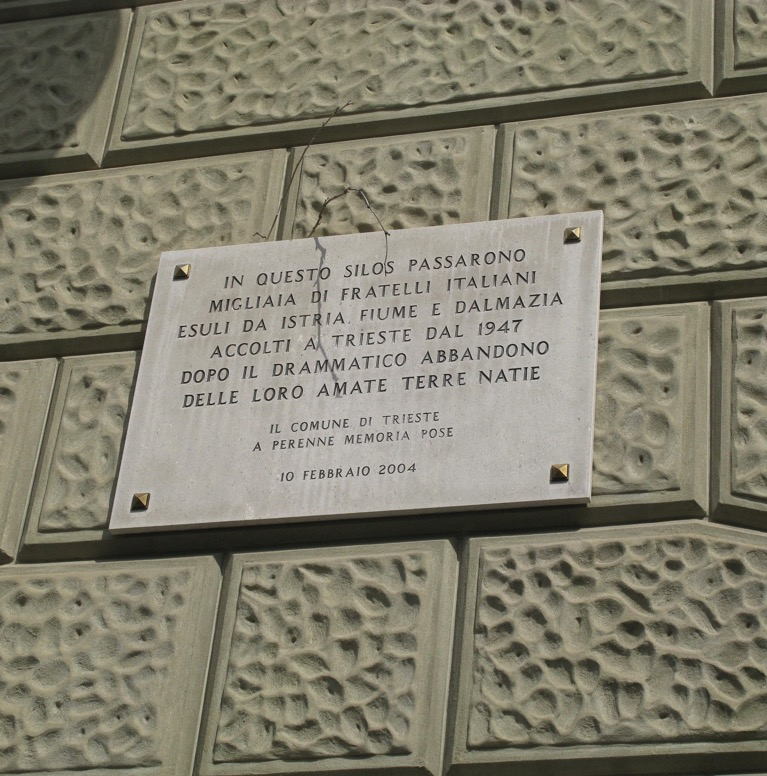 IN QUESTO SILOS PASSARONO
MIGLIAIA DI FRATELLI ITALIANI
ESULI DA ISTRIA FIUME E DALMAZIA
ACCOLTI A TRIESTE DAL 1947
DOPO IL DRAMMATICO ABBANDONO
DELLE LORO AMATE TERRE NATIE
IL COMUNE DI TRIESTE
A PERENNE MEMORIA POSE
10 FEBBRAIO 2004